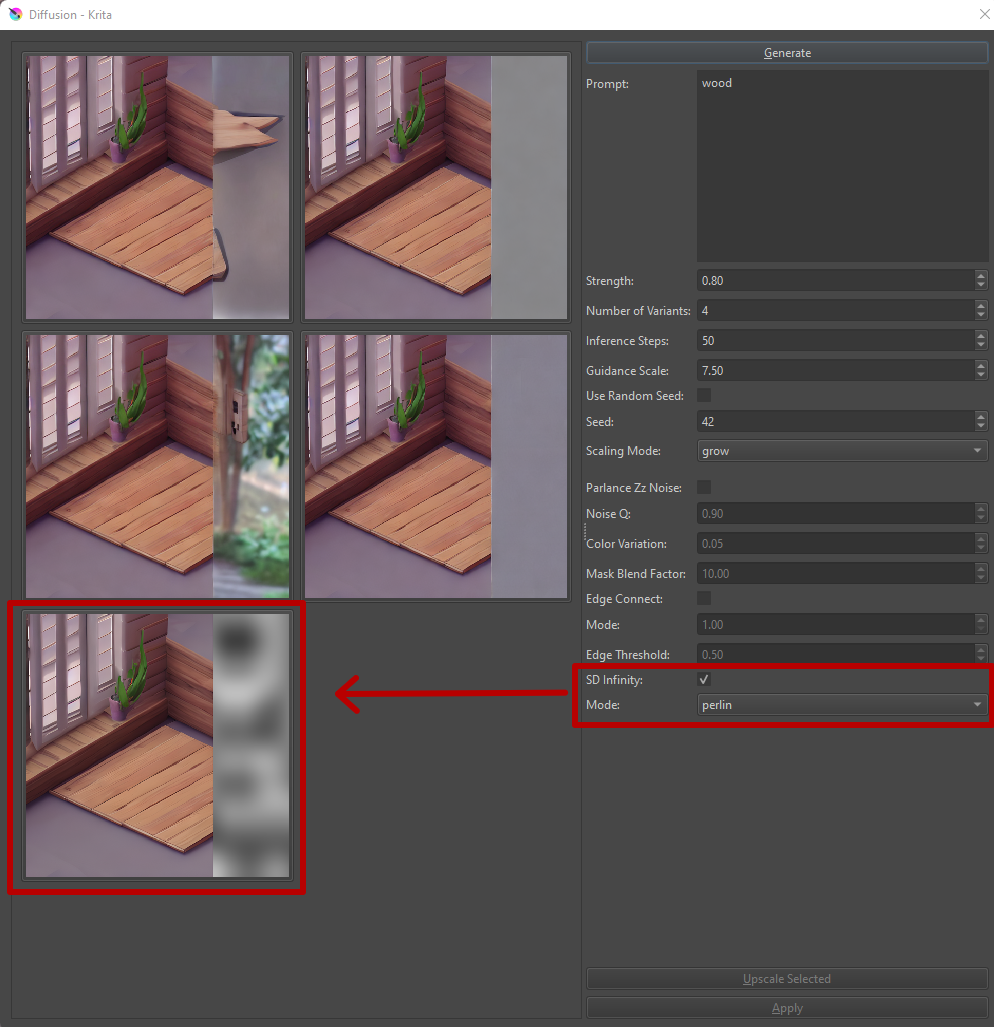 Diffusion - Krita
Generate
Prompt: wood
Strength: 0.80
Number of Variants: 4
Inference Steps: 50
Guidance Scale: 7.50
Use Random Seed:
Seed: 42
Scaling Mode: grow
Parlance Zz Noise:
Noise Q: 0.90
Color Variation: 0.05
Mask Blend Factor: 10.00
Edge Connect:
Mode: 1.00
Edge Threshold: 0.50
SD Infinity:
Mode: perlin
Upscale Selected
Apply